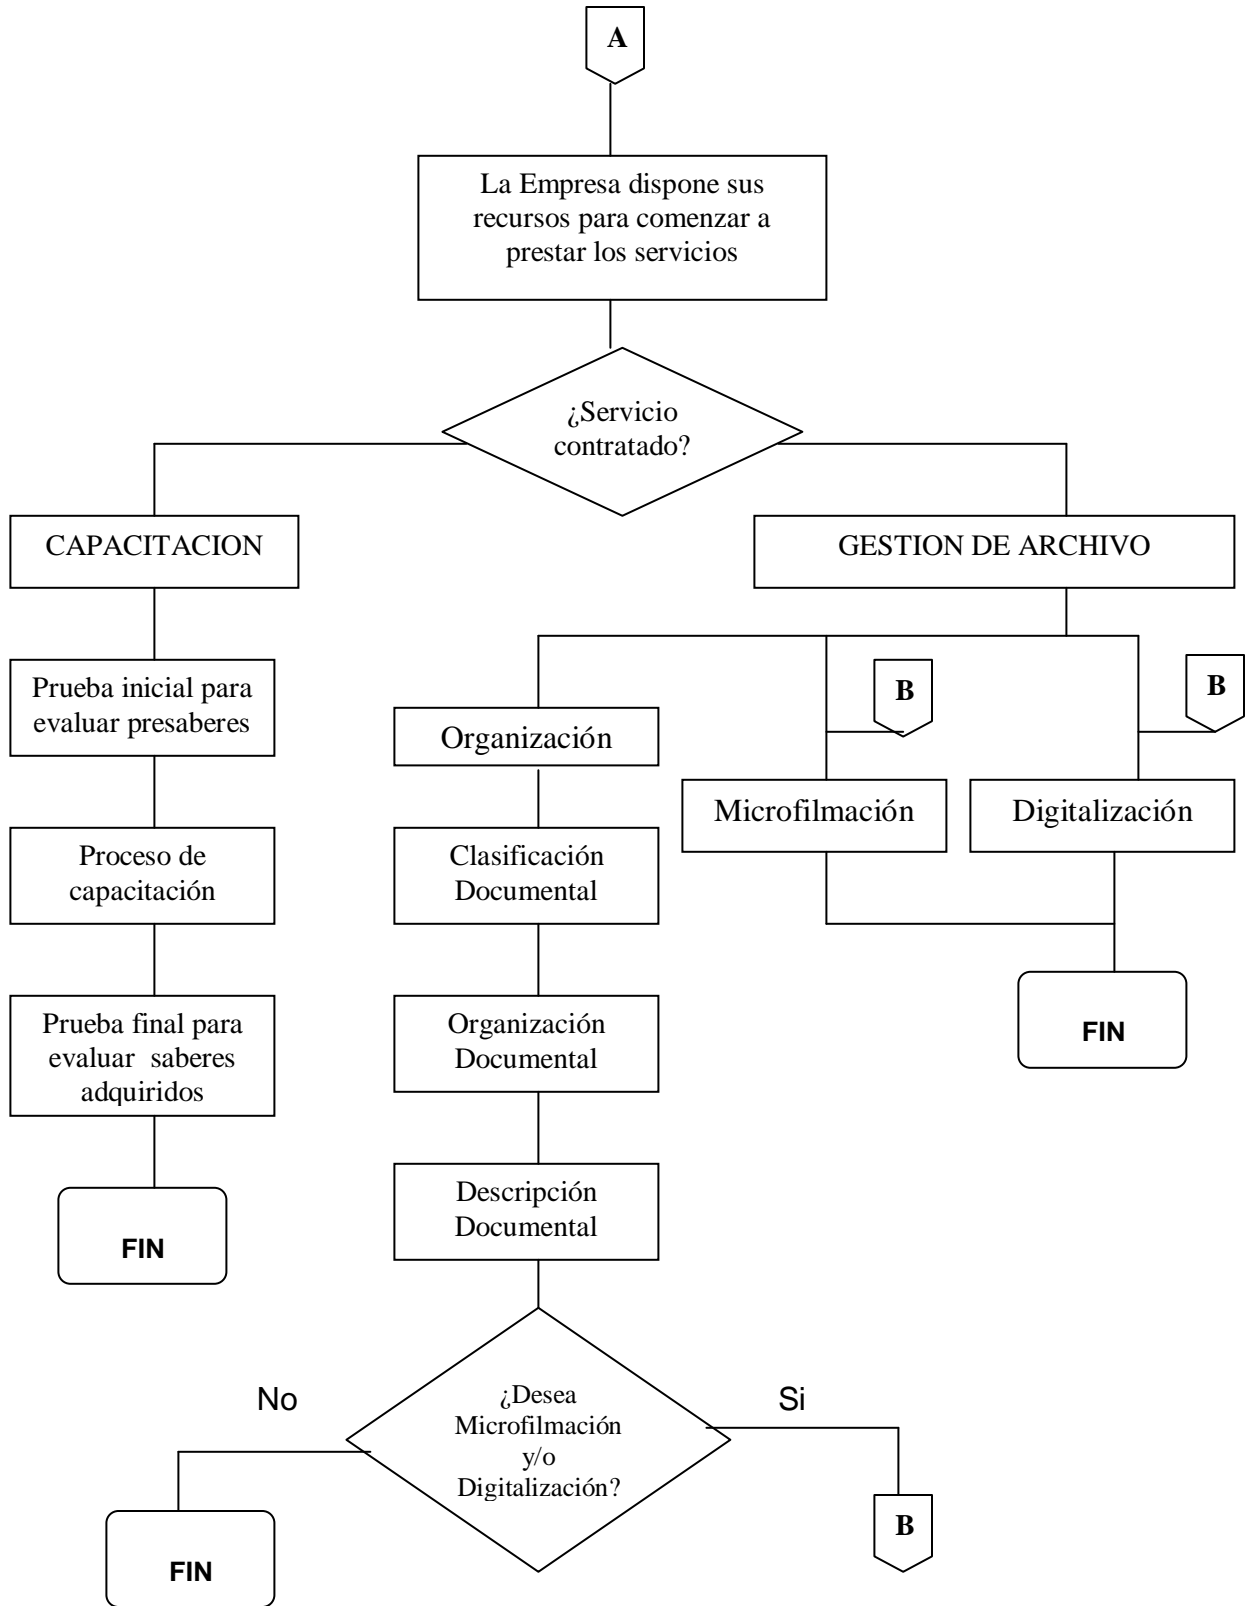 A
La Empresa dispone sus
recursos para comenzar a
prestar los servicios
¿Servicio
contratado?
CAPACITACION
GESTION DE ARCHIVO
Prueba inicial para
evaluar presaberes
Organización
B
B
Microfilmación
Digitalización
Proceso de
capacitación
Clasificación
Documental
Prueba final para
evaluar saberes
adquiridos
Organización
Documental
FIN
Descripción
Documental
FIN
No
¿Desea
Microfilmación
y/o
Digitalización?
Si
B
FIN